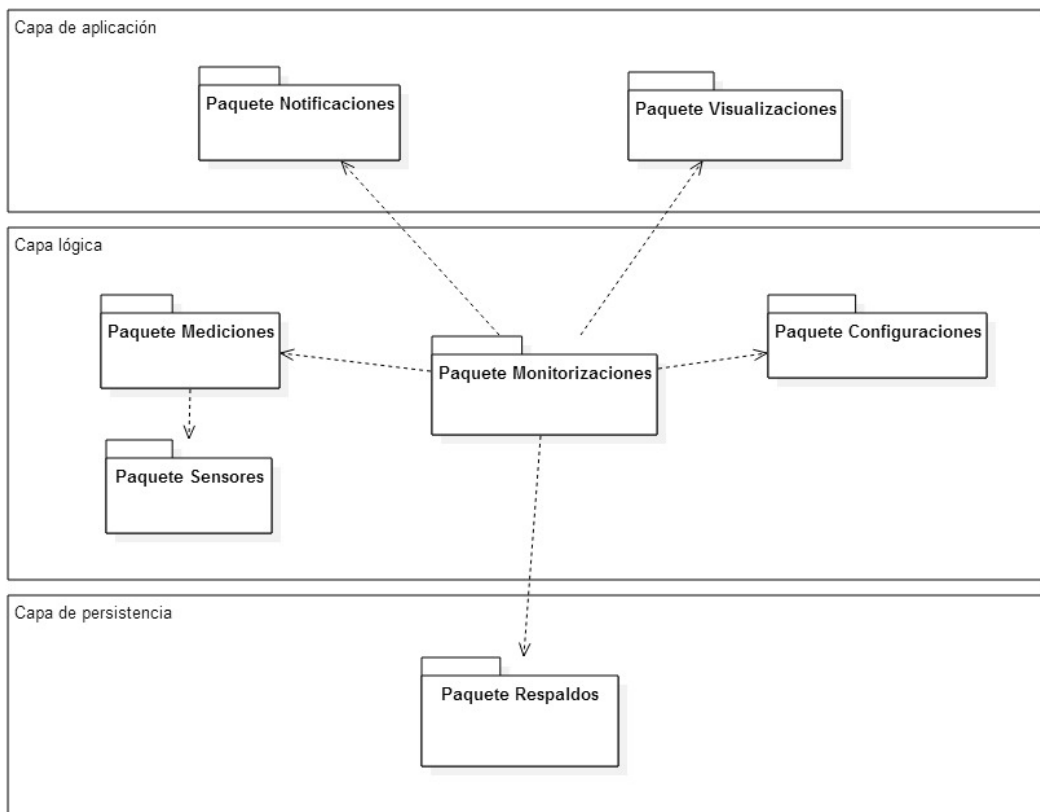 Capa de aplicación
Paquete Notificaciones
Paquete Visualizaciones
Capa lógica
Paquete Mediciones
Paquete Configuraciones
Paquete Monitorizaciones
Paquete Sensores
Capa de persistencia
Paquete Respaldos